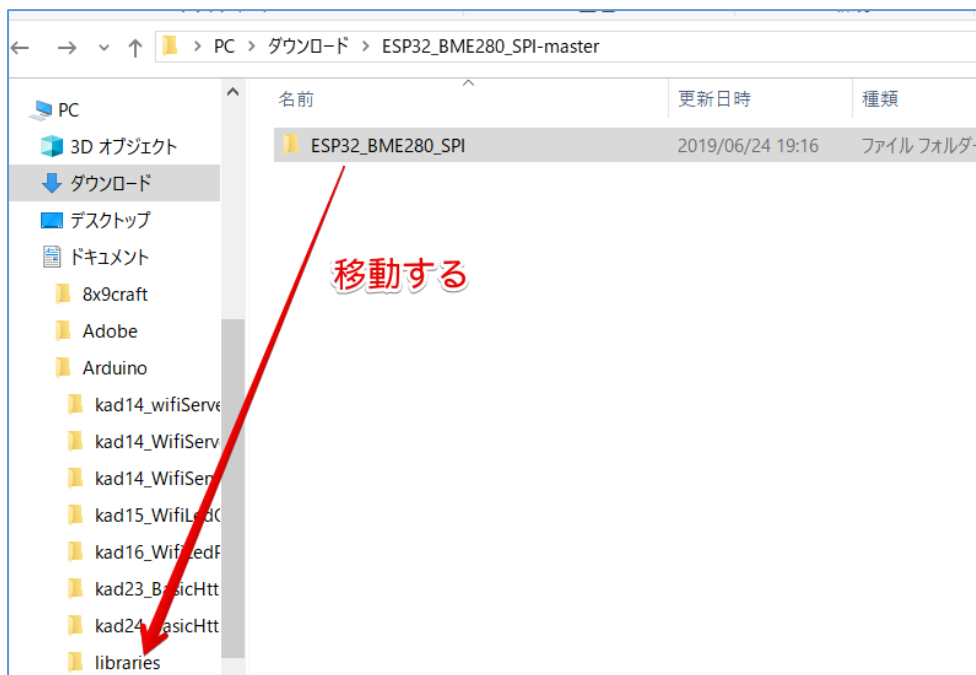 PC > ダウンロード > ESP32_BME280_SPI-master
名前 更新日時 種類
PC
3D オブジェクト
ダウンロード
デスクトップ
ドキュメント
8x9craft
Adobe
Arduino
kad14_wifiServe
kad14_WifiServ
kad14_WifiSer
kad15_WifiLed
kad16_WifiLedF
kad23_BasicHtt
kad24_BasicHtt
libraries
ESP32_BME280_SPI 2019/06/24 19:16 ファイル フォルダー
移動する